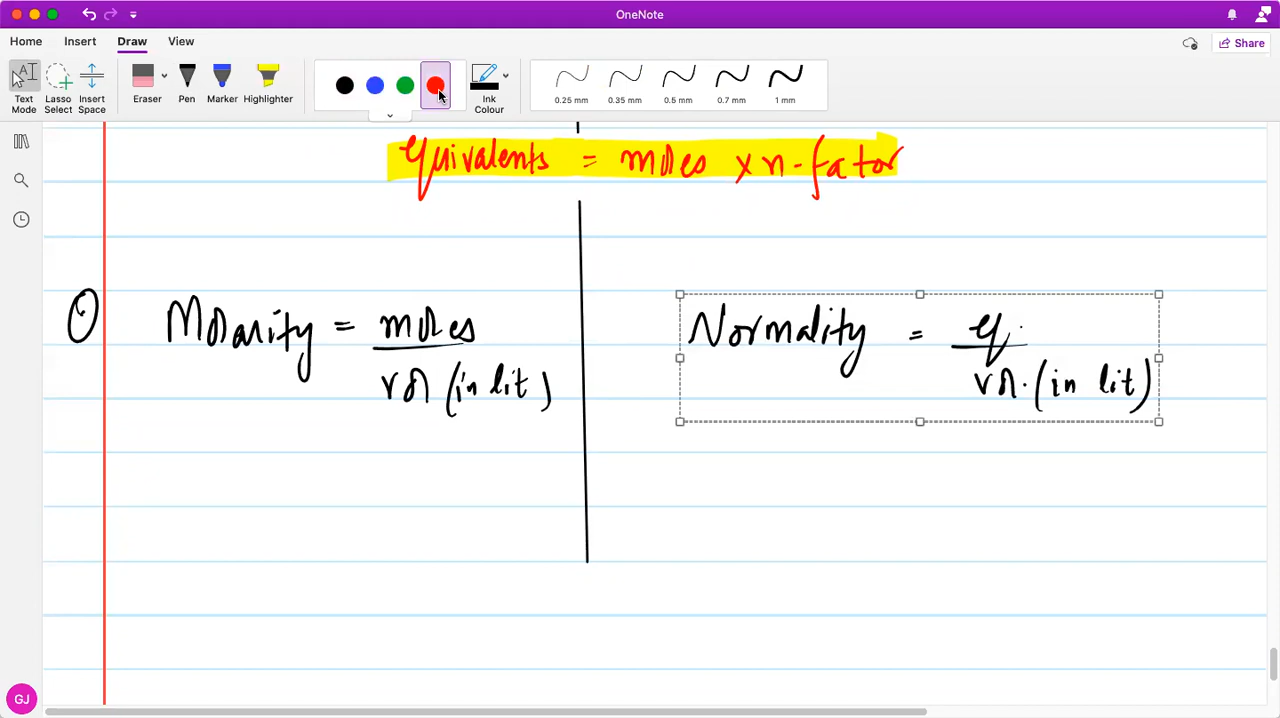 OneNote
Home Insert Draw View
Share
Text Mode
Lasso Select
Insert Space
Eraser
Pen
Marker
Highlighter
Ink Colour
0.25 mm 0.35 mm 0.5 mm 0.7 mm 1 mm
equivalents = moles x n-factor
Molarity = moles
vol (in lit)
Normality = eq.
vol. (in lit)
GJ